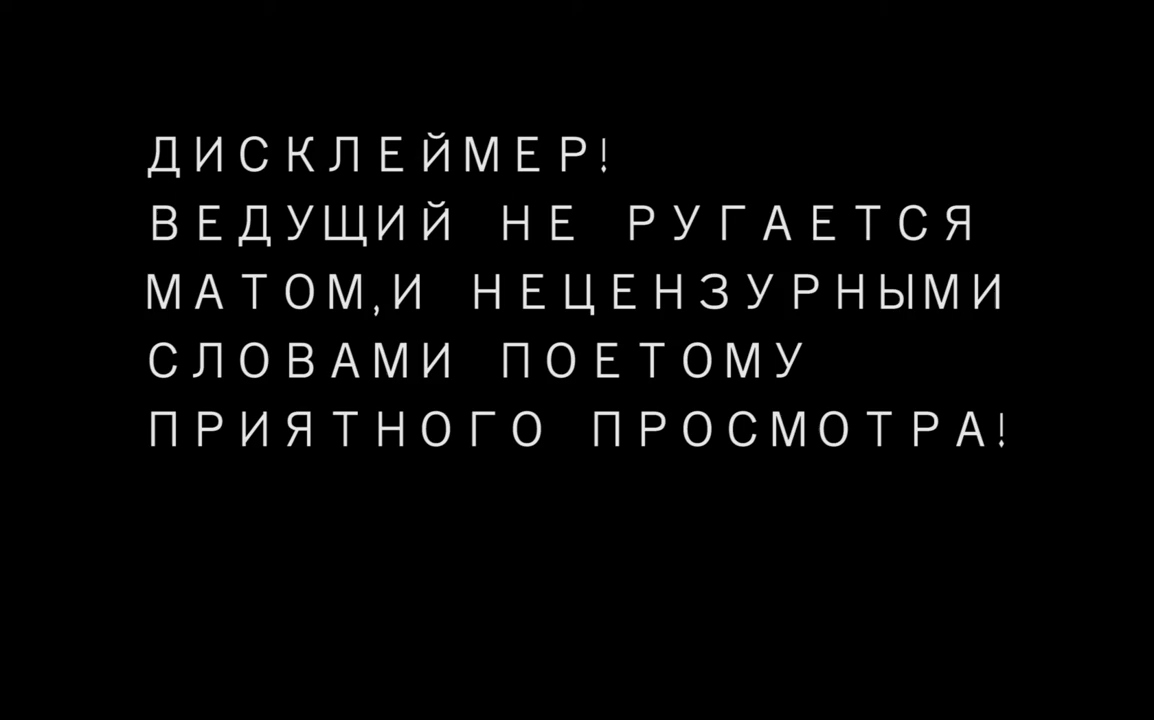 ДИСКЛЕЙМЕР!
ВЕДУЩИЙ НЕ РУГАЕТСЯ
МАТОМ,И НЕЦЕНЗУРНЫМИ
СЛОВАМИ ПОЕТОМУ
ПРИЯТНОГО ПРОСМОТРА!